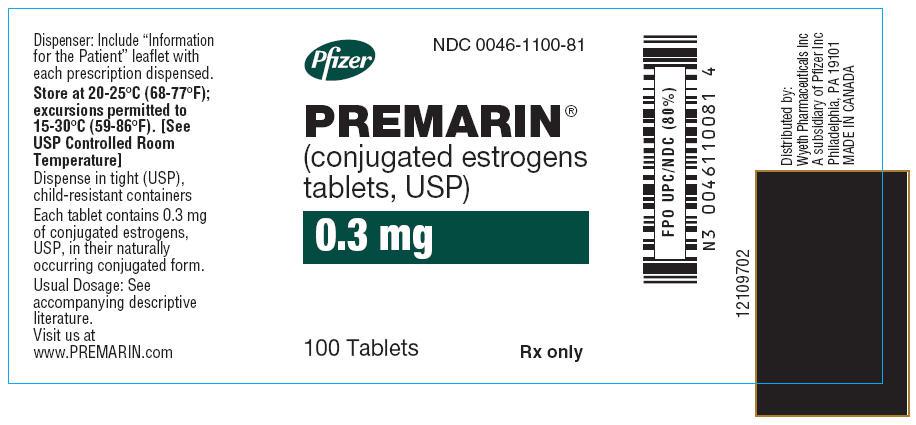 Dispenser: Include “Information
for the Patient” leaflet with
each prescription dispensed.
Store at 20-25°C (68-77°F);
excursions permitted to
15-30°C (59-86°F). [See
USP Controlled Room
Temperature]
Dispense in tight (USP),
child-resistant containers
Each tablet contains 0.3 mg
of conjugated estrogens,
USP, in their naturally
occurring conjugated form.
Usual Dosage: See
accompanying descriptive
literature.
Visit us at
www.PREMARIN.com
Pfizer
NDC 0046-1100-81
PREMARIN®
(conjugated estrogens
tablets, USP)
0.3 mg
100 Tablets
Rx only
FPO UPC/NDC (80%)
N3 0046110081 4
12109702
Distributed by:
Wyeth Pharmaceuticals Inc
A subsidiary of Pfizer Inc
Philadelphia, PA 19101
MADE IN CANADA